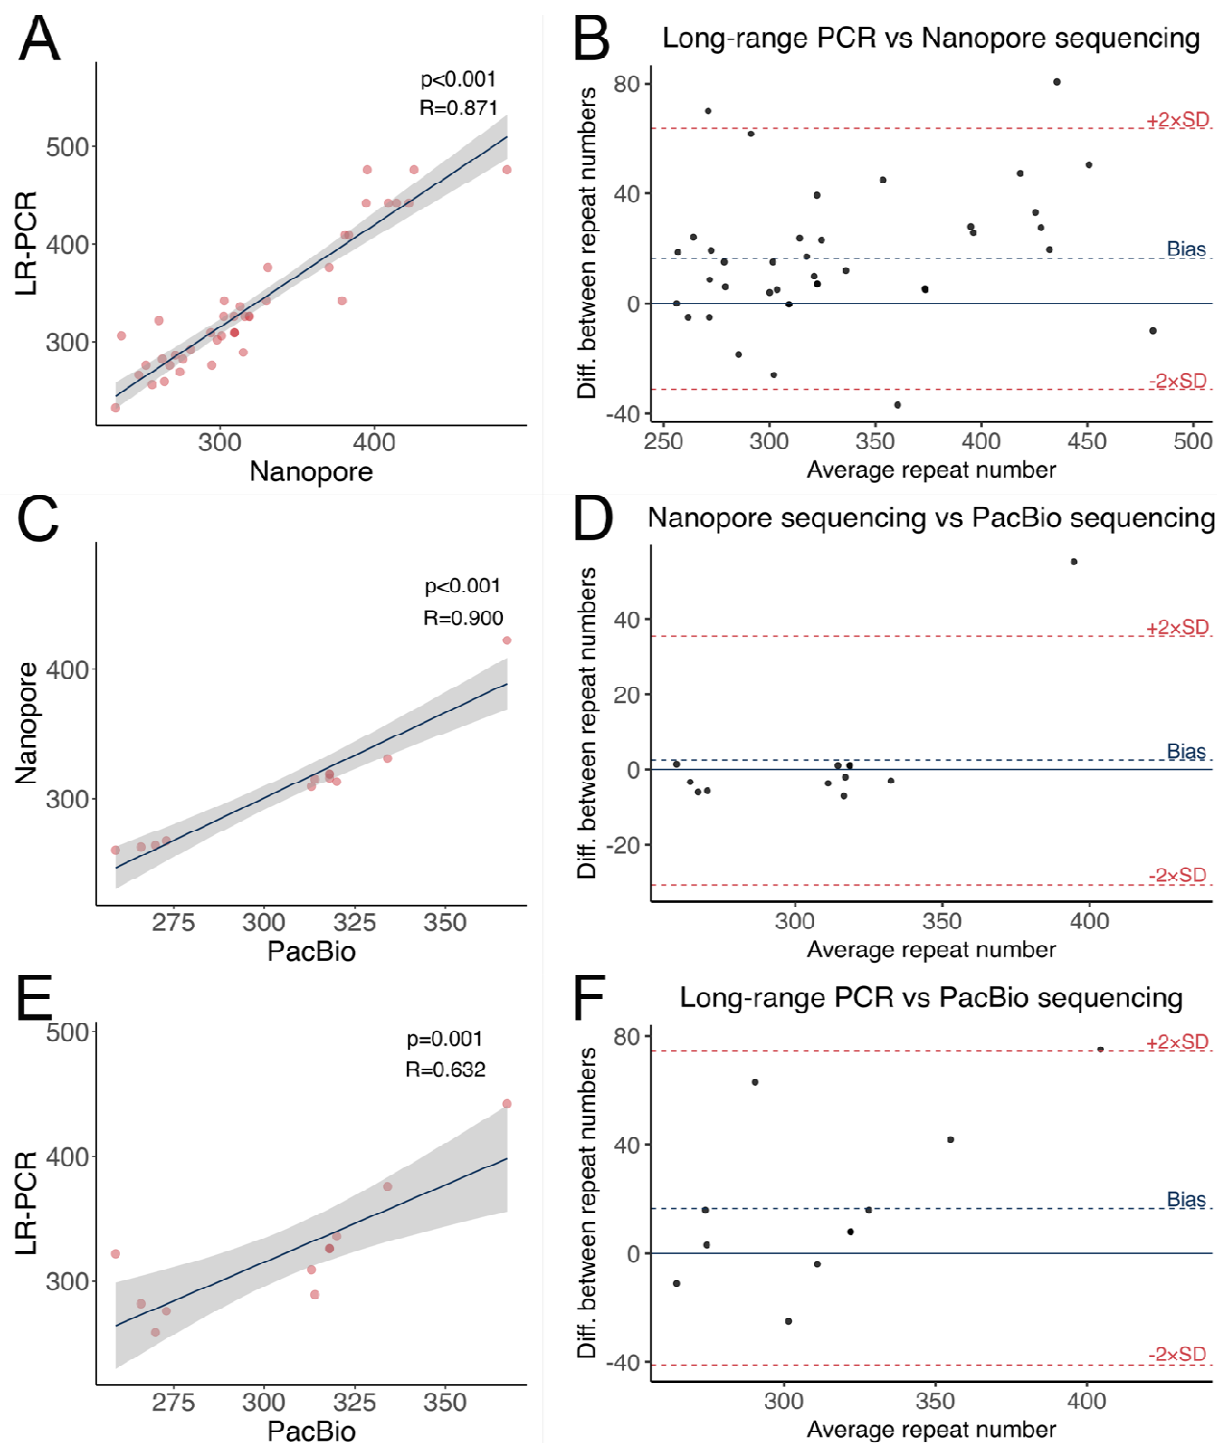 A
p<0.001
R=0.871
LR-PCR
500
400
300
300
400
Nanopore
B
Long-range PCR vs Nanopore sequencing
Diff. between repeat numbers
80
40
0
-40
+2×SD
Bias
-2×SD
250
300
350
400
450
500
Average repeat number
C
p<0.001
R=0.900
Nanopore
400
300
275
300
325
350
PacBio
D
Nanopore sequencing vs PacBio sequencing
Diff. between repeat numbers
40
20
0
-20
+2×SD
Bias
-2×SD
300
350
400
Average repeat number
E
p=0.001
R=0.632
LR-PCR
500
400
300
275
300
325
350
PacBio
F
Long-range PCR vs PacBio sequencing
Diff. between repeat numbers
80
40
0
-40
+2×SD
Bias
-2×SD
300
350
400
Average repeat number